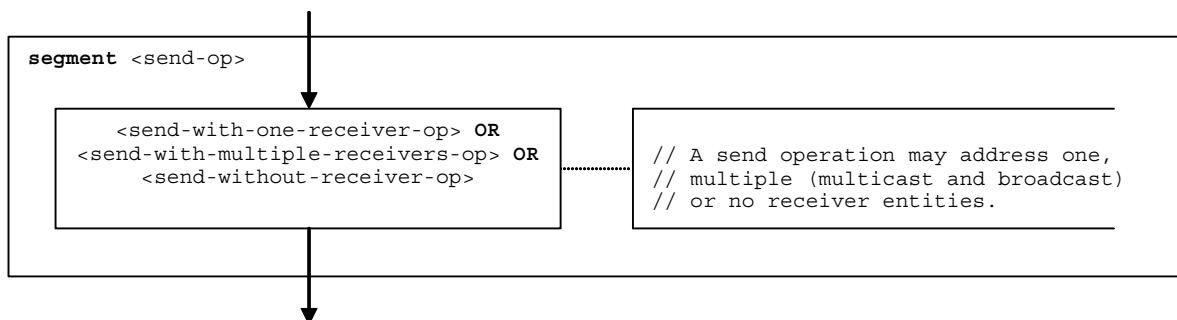 segment <send-op>
<send-with-one-receiver-op> OR
<send-with-multiple-receivers-op> OR
<send-without-receiver-op>
// A send operation may address one,
// multiple (multicast and broadcast)
// or no receiver entities.